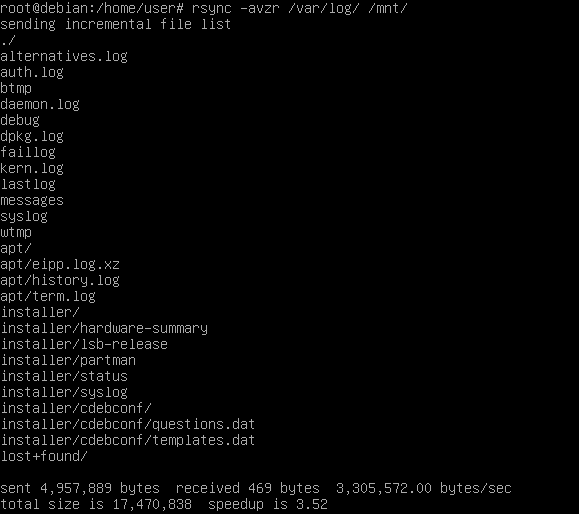 root@debian:/home/user# rsync -avzr /var/log/ /mnt/
sending incremental file list
./
alternatives.log
auth.log
btmp
daemon.log
debug
dpkg.log
faillog
kern.log
lastlog
messages
syslog
wtmp
apt/
apt/eipp.log.xz
apt/history.log
apt/term.log
installer/
installer/hardware-summary
installer/lsb-release
installer/partman
installer/status
installer/syslog
installer/cdebconf/
installer/cdebconf/questions.dat
installer/cdebconf/templates.dat
lost+found/
sent 4,957,889 bytes  received 469 bytes  3,305,572.00 bytes/sec
total size is 17,470,838  speedup is 3.52